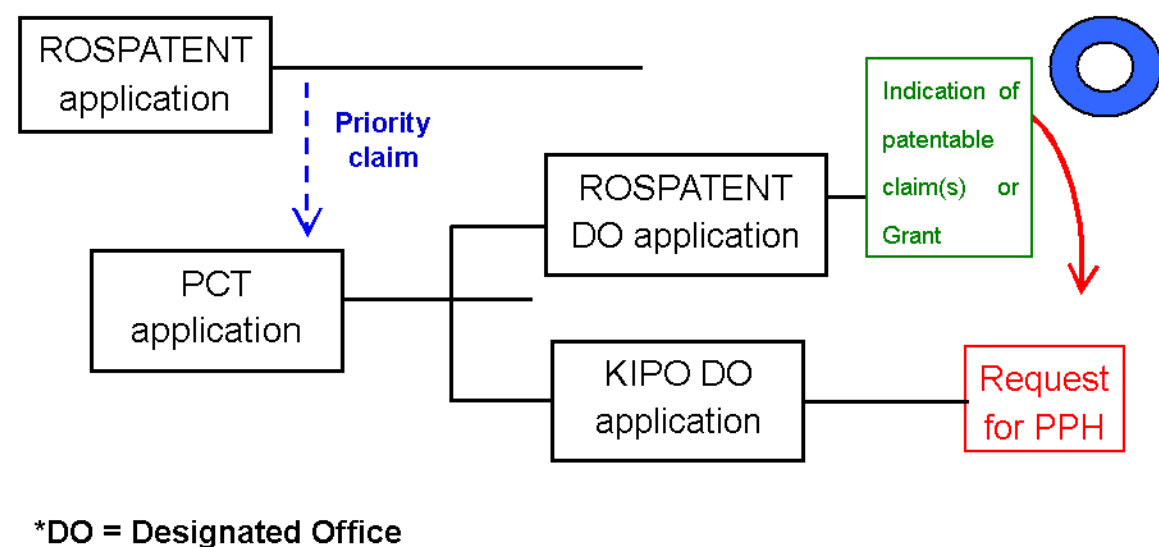 ROSPATENT
application
Priority
claim
Indication of
patentable
claim(s) or
Grant
ROSPATENT
DO application
PCT
application
KIPO DO
application
Request
for PPH
*DO = Designated Office